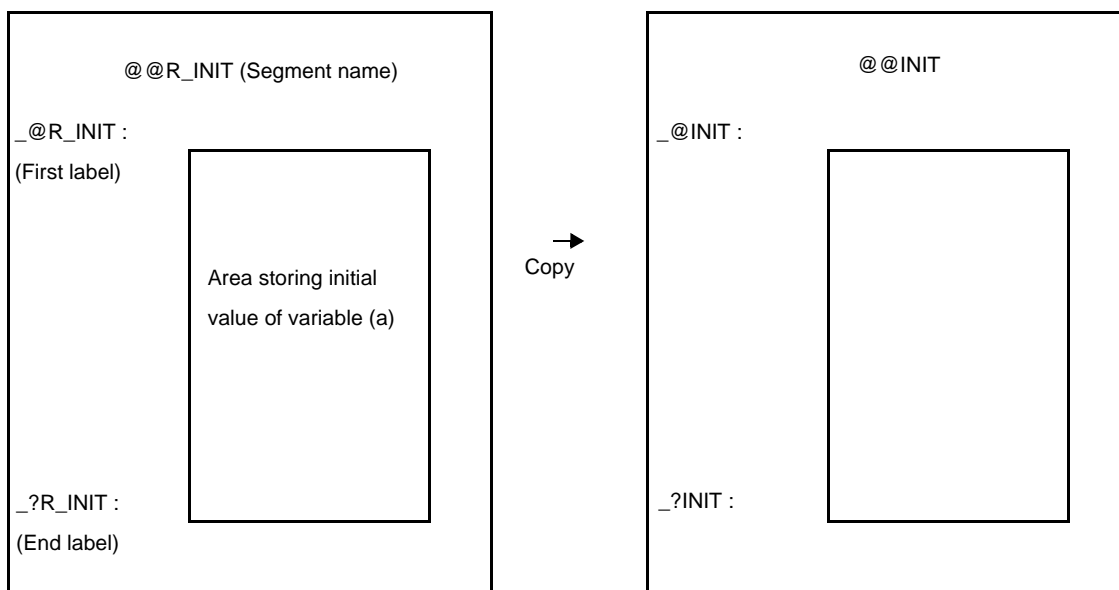 @@R_INIT (Segment name)
_@R_INIT :
(First label)
Area storing initial
value of variable (a)
_?R_INIT :
(End label)
Copy
@@INIT
_@INIT :
_?INIT :